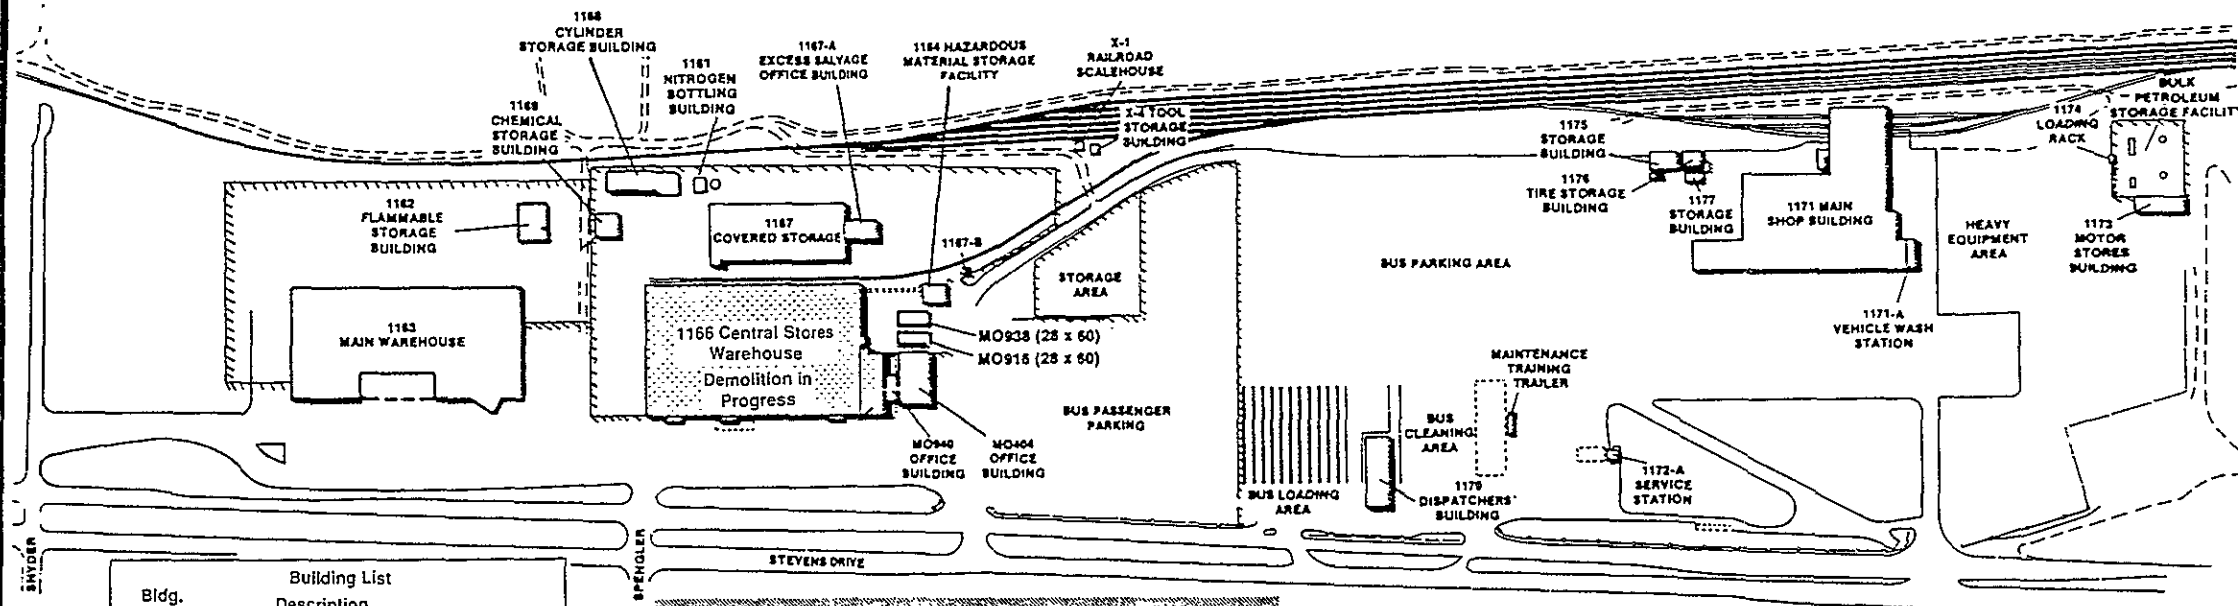 1168
CYLINDER
STORAGE BUILDING
1161
NITROGEN
BOTTLING
BUILDING
1167-A
EXCESS SALVAGE
OFFICE BUILDING
1164 HAZARDOUS
MATERIAL STORAGE
FACILITY
X-1
RAILROAD
SCALEHOUSE
1169
CHEMICAL
STORAGE
BUILDING
X-4 TOOL
STORAGE
BUILDING
1175
STORAGE
BUILDING
1174
LOADING
RACK
BULK
PETROLEUM
STORAGE FACILITY
1176
TIRE STORAGE
BUILDING
1177
STORAGE
BUILDING
1171 MAIN
SHOP BUILDING
HEAVY
EQUIPMENT
AREA
1173
MOTOR
STORES
BUILDING
1162
FLAMMABLE
STORAGE
BUILDING
1167
COVERED STORAGE
1167-B
STORAGE
AREA
BUS PARKING AREA
1163
MAIN WAREHOUSE
1166 Central Stores
Warehouse
Demolition in
Progress
MO938 (28 x 60)
MO915 (28 x 60)
1171-A
VEHICLE WASH
STATION
MAINTENANCE
TRAINING
TRAILER
BUS PASSENGER
PARKING
BUS
CLEANING
AREA
MO940
OFFICE
BUILDING
MO404
OFFICE
BUILDING
1172-A
SERVICE
STATION
BUS LOADING
AREA
1179
DISPATCHERS'
BUILDING
SNYDER
SPENGLER
STEVENS DRIVE
Building List
Bldg.
Description